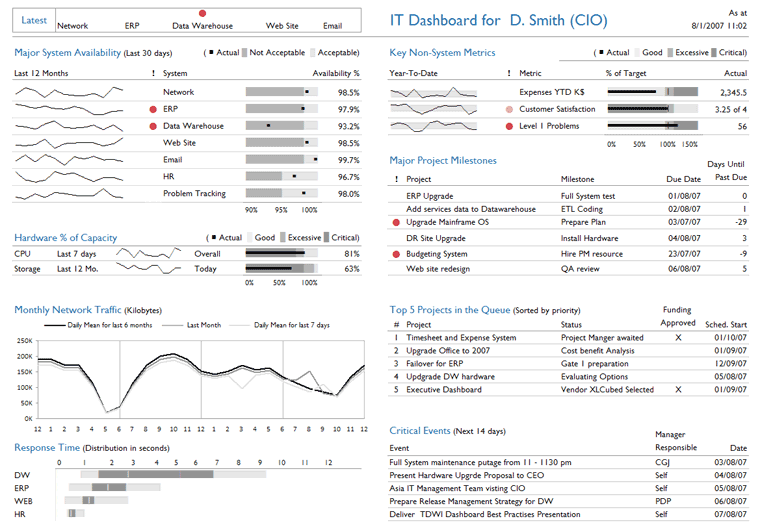 Latest Network ERP Data Warehouse Web Site Email
IT Dashboard for D. Smith (CIO)
As at
8/1/2007 11:02
Major System Availability (Last 30 days) ( Actual Not Acceptable Acceptable)
Last 12 Months ! System Availability %
Network 98.5%
ERP 97.9%
Data Warehouse 93.2%
Web Site 98.5%
Email 99.7%
HR 96.7%
Problem Tracking 98.0%
90% 95% 100%
Hardware % of Capacity ( Actual Good Excessive Critical)
CPU Last 7 days Overall 81%
Storage Last 12 Mo. Today 63%
0% 50% 100%
Monthly Network Traffic (Kilobytes)
Daily Mean for last 6 months Last Month Daily Mean for last 7 days
250K
200K
150K
100K
50K
0K
12 1 2 3 4 5 6 7 8 9 10 11 12 1 2 3 4 5 6 7 8 9 10 11 12
Response Time (Distribution in seconds)
0 1 2 3 4 5 6 7 8 9 10 11 12
DW
ERP
WEB
HR
Key Non-System Metrics ( Actual Good Excessive Critical)
Year-To-Date ! Metric % of Target Actual
Expenses YTD K$ 2,345.5
Customer Satisfaction 3.25 of 4
Level 1 Problems 56
0% 50% 100% 150%
Major Project Milestones
Days Until
! Project Milestone Due Date Past Due
ERP Upgrade Full System test 01/08/07 0
Add services data to Datawarehouse ETL Coding 02/08/07 1
Upgrade Mainframe OS Prepare Plan 03/07/07 -29
DR Site Upgrade Install Hardware 04/08/07 3
Budgeting System Hire PM resource 23/07/07 -9
Web site redesign QA review 06/08/07 5
Top 5 Projects in the Queue (Sorted by priority)
Funding
# Project Status Approved Sched. Start
1 Timesheet and Expense System Project Manger awaited X 01/10/07
2 Upgrade Office to 2007 Cost benefit Analysis 01/09/07
3 Failover for ERP Gate 1 preparation 12/09/07
4 Updgrade DW hardware Evaluating Options 05/08/07
5 Executive Dashboard Vendor XLCubed Selected X 01/09/07
Critical Events (Next 14 days)
Manager
Event Responsible Date
Full System maintenance putage from 11 - 1130 pm CGJ 03/08/07
Present Hardware Upgrde Proposal to CEO Self 04/08/07
Asia IT Management Team visting CIO Self 05/08/07
Prepare Release Management Strategy for DW PDP 06/08/07
Deliver TDWI Dashboard Best Practises Presentation Self 07/08/07